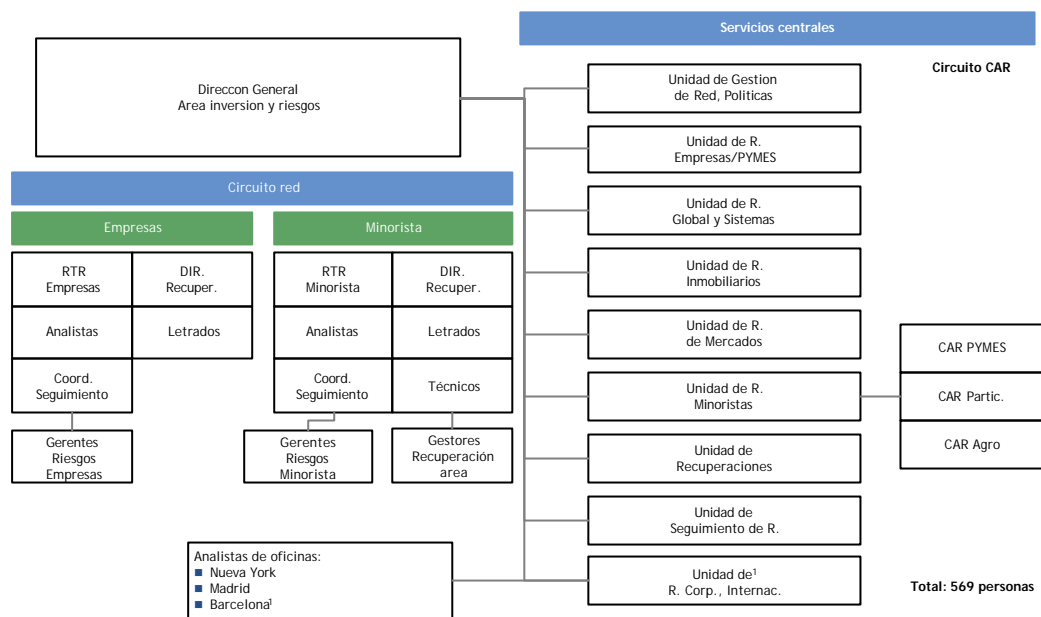 Servicios centrales
Direccon General
Area inversion y riesgos
Circuito CAR
Unidad de Gestion
de Red, Politicas
Unidad de R.
Empresas/PYMES
Circuito red
Empresas
Minorista
Unidad de R.
Global y Sistemas
RTR
Empresas
DIR.
Recuper.
RTR
Minorista
DIR.
Recuper.
Unidad de R.
Inmobiliarios
Analistas
Letrados
Analistas
Letrados
Unidad de R.
de Mercados
CAR PYMES
Coord.
Seguimiento
Coord.
Seguimiento
Técnicos
Unidad de R.
Minoristas
CAR Partic.
Gerentes
Riesgos
Empresas
Gerentes
Riesgos
Minorista
Gestores
Recuperación
area
Unidad de
Recuperaciones
CAR Agro
Unidad de
Seguimiento de R.
Analistas de oficinas:
■ Nueva York
■ Madrid
■ Barcelona¹
Unidad de¹
R. Corp., Internac.
Total: 569 personas